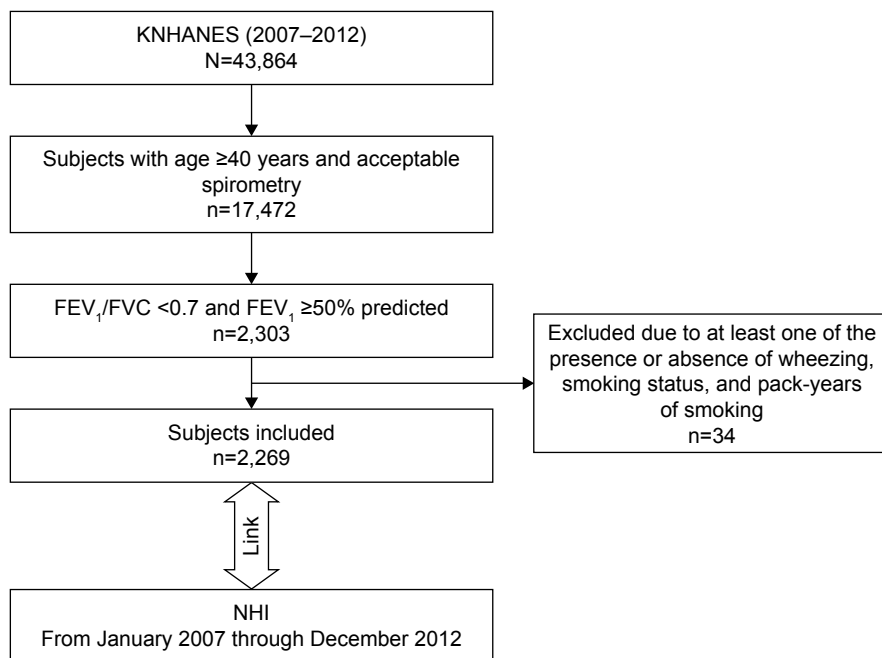 KNHANES (2007–2012)
N=43,864
Subjects with age ≥40 years and acceptable
spirometry
n=17,472
FEV₁/FVC <0.7 and FEV₁ ≥50% predicted
n=2,303
Excluded due to at least one of the
presence or absence of wheezing,
smoking status, and pack-years
of smoking
n=34
Subjects included
n=2,269
Link
NHI
From January 2007 through December 2012